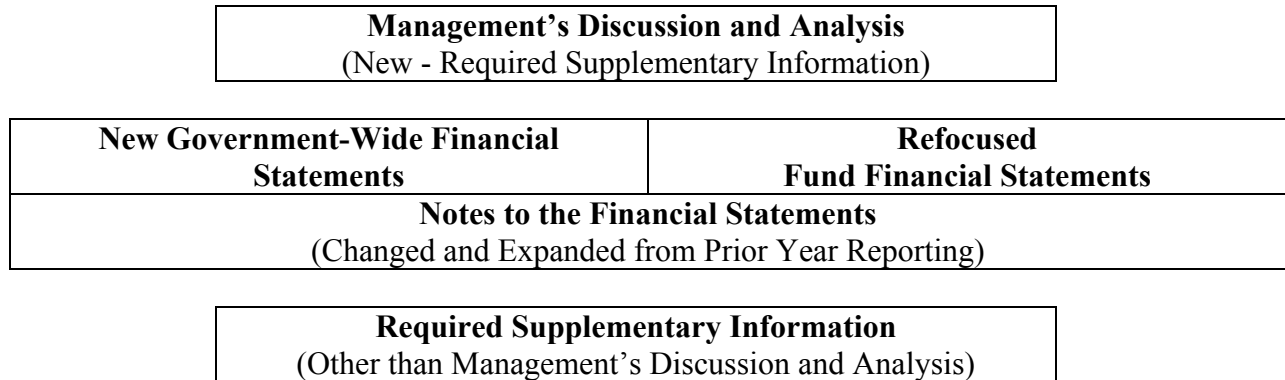 Management’s Discussion and Analysis
(New - Required Supplementary Information)
New Government-Wide Financial
Statements
Refocused
Fund Financial Statements
Notes to the Financial Statements
(Changed and Expanded from Prior Year Reporting)
Required Supplementary Information
(Other than Management’s Discussion and Analysis)